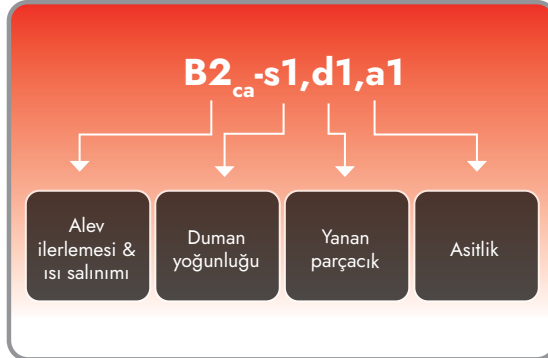 B2ca-s1,d1,a1
Alev
ilerlemesi &
ısı salınımı
Duman
yoğunluğu
Yanan
parçacık
Asitlik